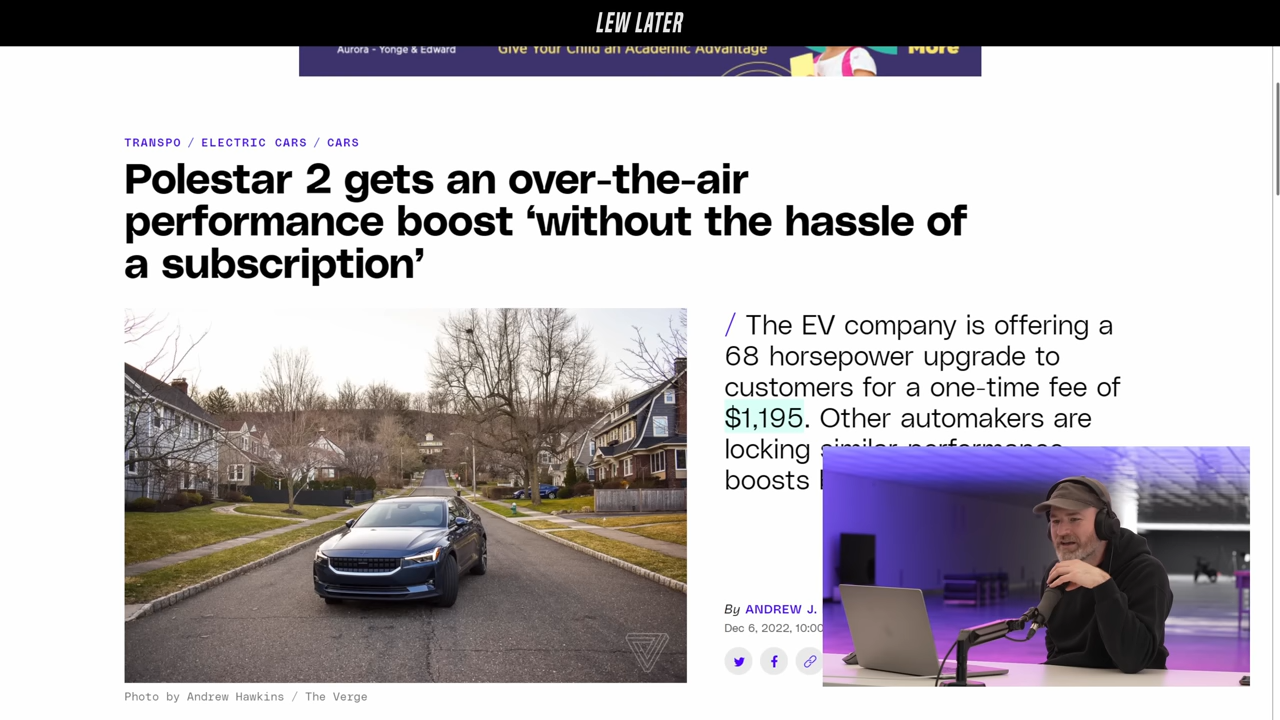 LEW LATER
Aurora - Yonge & Edward
Give Your Child an Academic Advantage
More
TRANSPO / ELECTRIC CARS / CARS
Polestar 2 gets an over-the-air
performance boost ‘without the hassle of
a subscription’
/ The EV company is offering a
68 horsepower upgrade to
customers for a one-time fee of
$1,195. Other automakers are
locking similar performance
boosts
By ANDREW J.
Dec 6, 2022, 10:00
Photo by Andrew Hawkins / The Verge